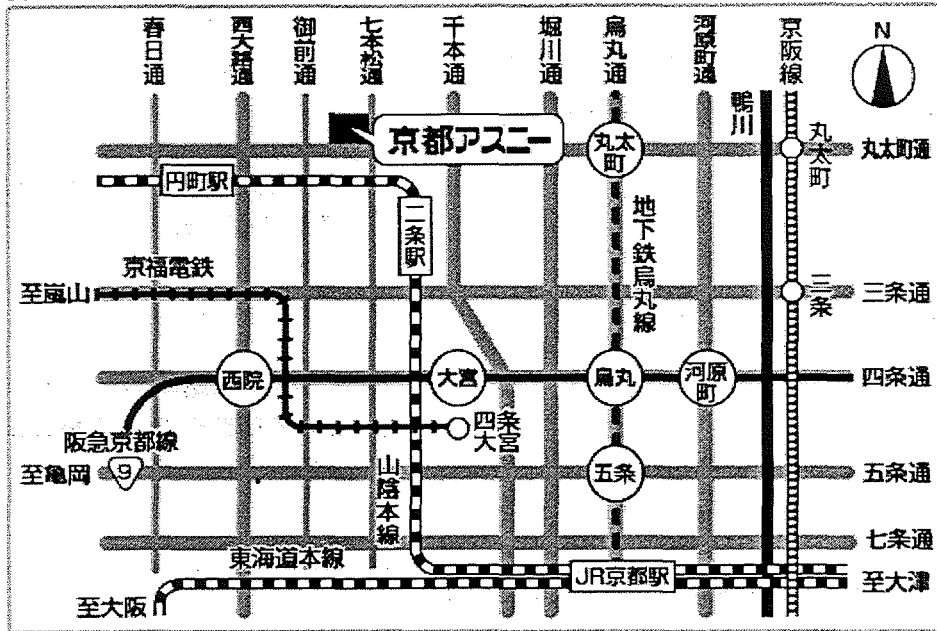 春日通
西大路通
御前通
七本松通
千本通
堀川通
烏丸通
河原町通
京阪線
N
鴨川
京都アスニー
丸太町
丸太町
丸太町通
円町駅
二条駅
地下鉄烏丸線
京福電鉄
至嵐山
三条
三条通
西院
大宮
烏丸
河原町
四条通
四条
大宮
阪急京都線
至亀岡
9
山陰本線
五条
五条通
七条通
東海道本線
JR京都駅
至大津
至大阪